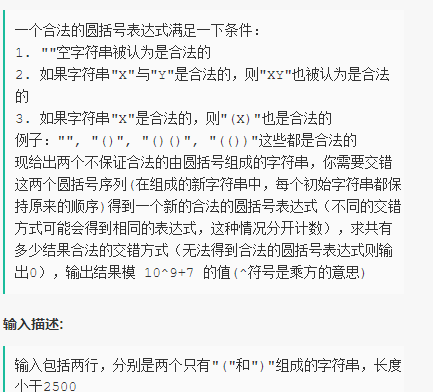 一个合法的圆括号表达式满足一下条件：
1. ""空字符串被认为是合法的
2. 如果字符串"X"与"Y"是合法的，则"XY"也被认为是合法
的
3. 如果字符串"X"是合法的，则"(X)"也是合法的
例子："", "()", "()()", "(())"这些都是合法的
现给出两个不保证合法的由圆括号组成的字符串，你需要交错
这两个圆括号序列(在组成的新字符串中，每个初始字符串都保
持原来的顺序)得到一个新的合法的圆括号表达式（不同的交错
方式可能会得到相同的表达式，这种情况分开计数），求共有
多少结果合法的交错方式（无法得到合法的圆括号表达式则输
出0），输出结果模 10^9+7 的值(^符号是乘方的意思)
输入描述:
输入包括两行，分别是两个只有"("和")"组成的字符串，长度
小于2500